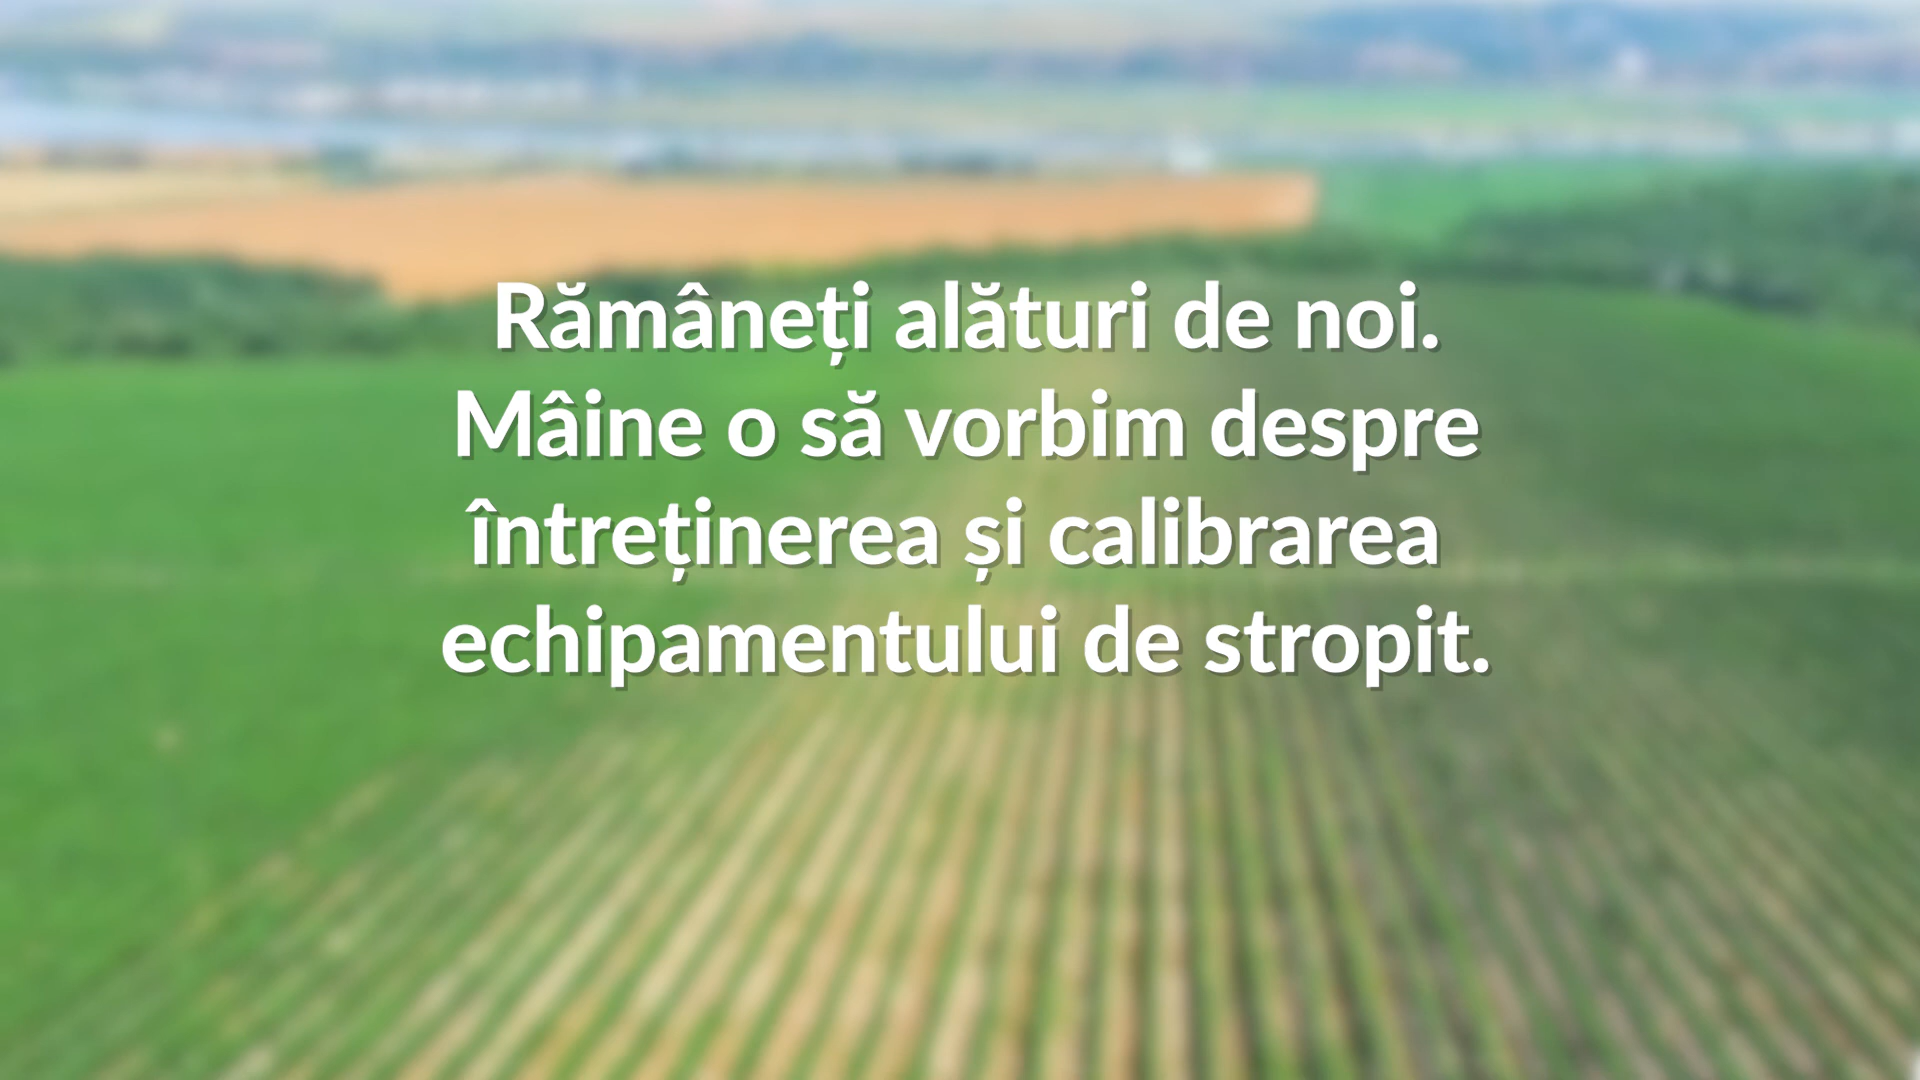 Rămâneți alături de noi.
Mâine o să vorbim despre
întreținerea și calibrarea
echipamentului de stropit.